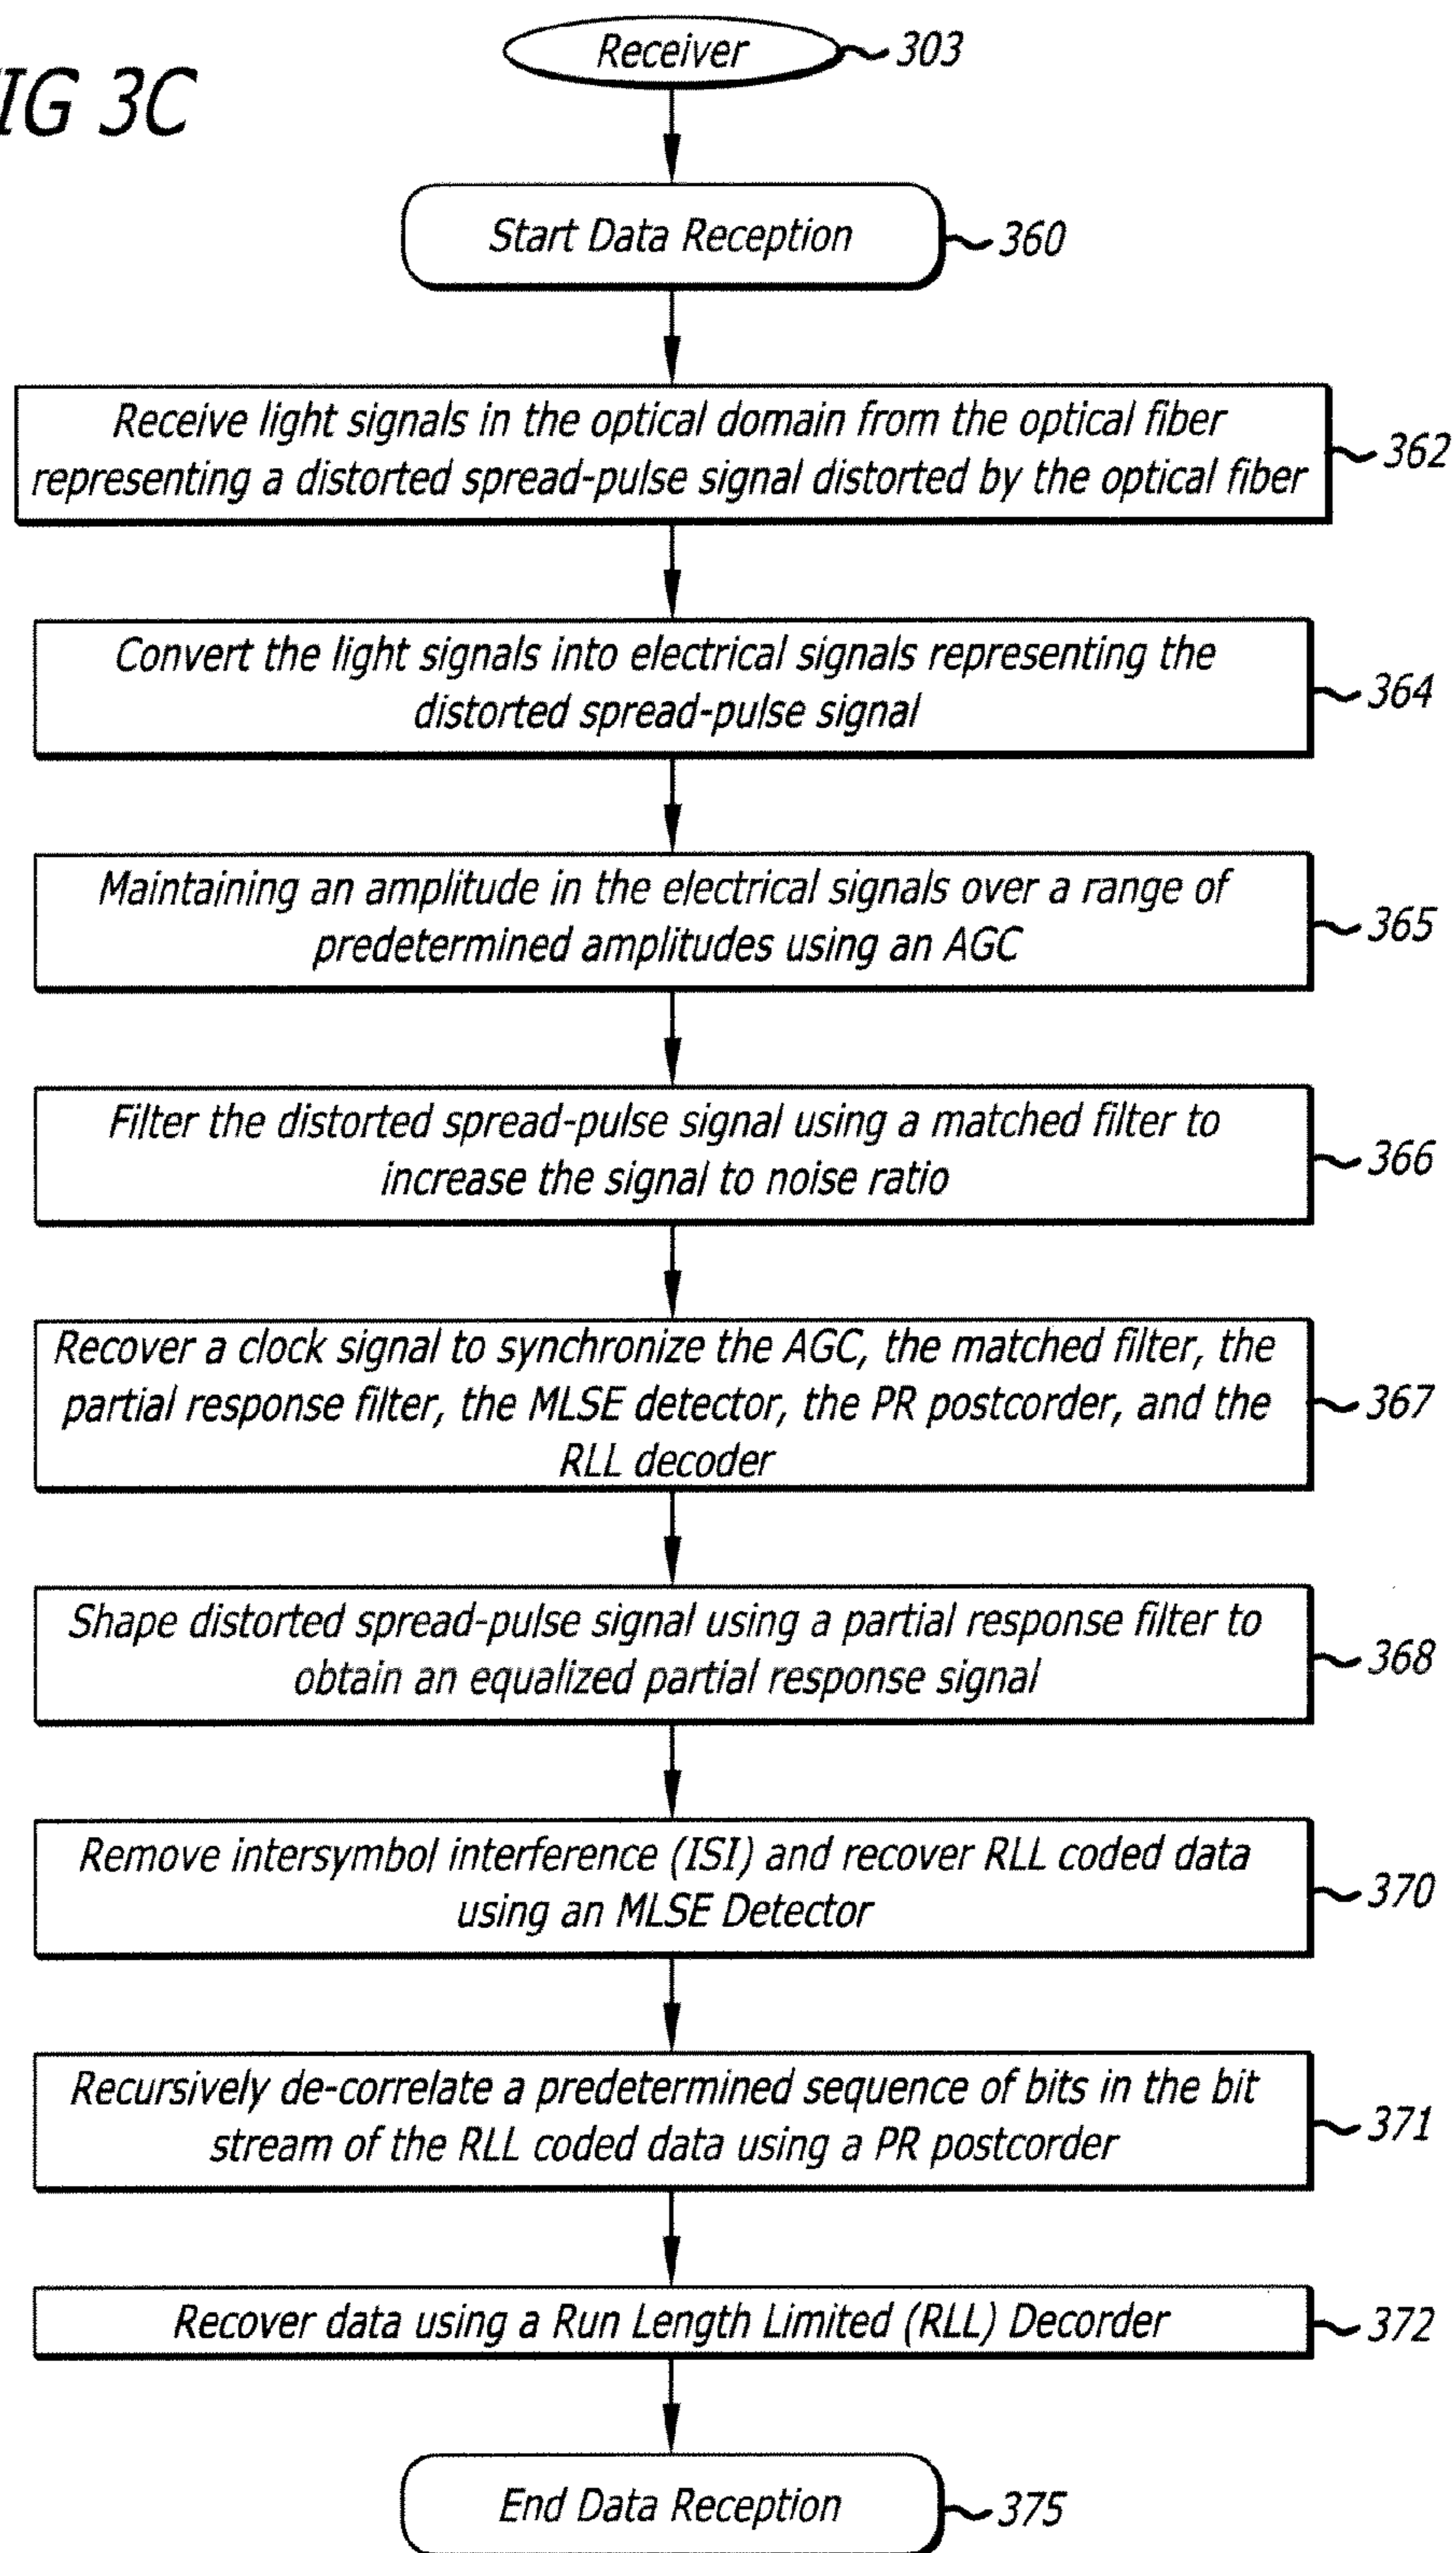 IG 3C
Receiver
303
Start Data Reception
360
Receive light signals in the optical domain from the optical fiber
representing a distorted spread-pulse signal distorted by the optical fiber
362
Convert the light signals into electrical signals representing the
distorted spread-pulse signal
364
Maintaining an amplitude in the electrical signals over a range of
predetermined amplitudes using an AGC
365
Filter the distorted spread-pulse signal using a matched filter to
increase the signal to noise ratio
366
Recover a clock signal to synchronize the AGC, the matched filter, the
partial response filter, the MLSE detector, the PR postcorder, and the
RLL decoder
367
Shape distorted spread-pulse signal using a partial response filter to
obtain an equalized partial response signal
368
Remove intersymbol interference (ISI) and recover RLL coded data
using an MLSE Detector
370
Recursively de-correlate a predetermined sequence of bits in the bit
stream of the RLL coded data using a PR postcorder
371
Recover data using a Run Length Limited (RLL) Decorder
372
End Data Reception
375